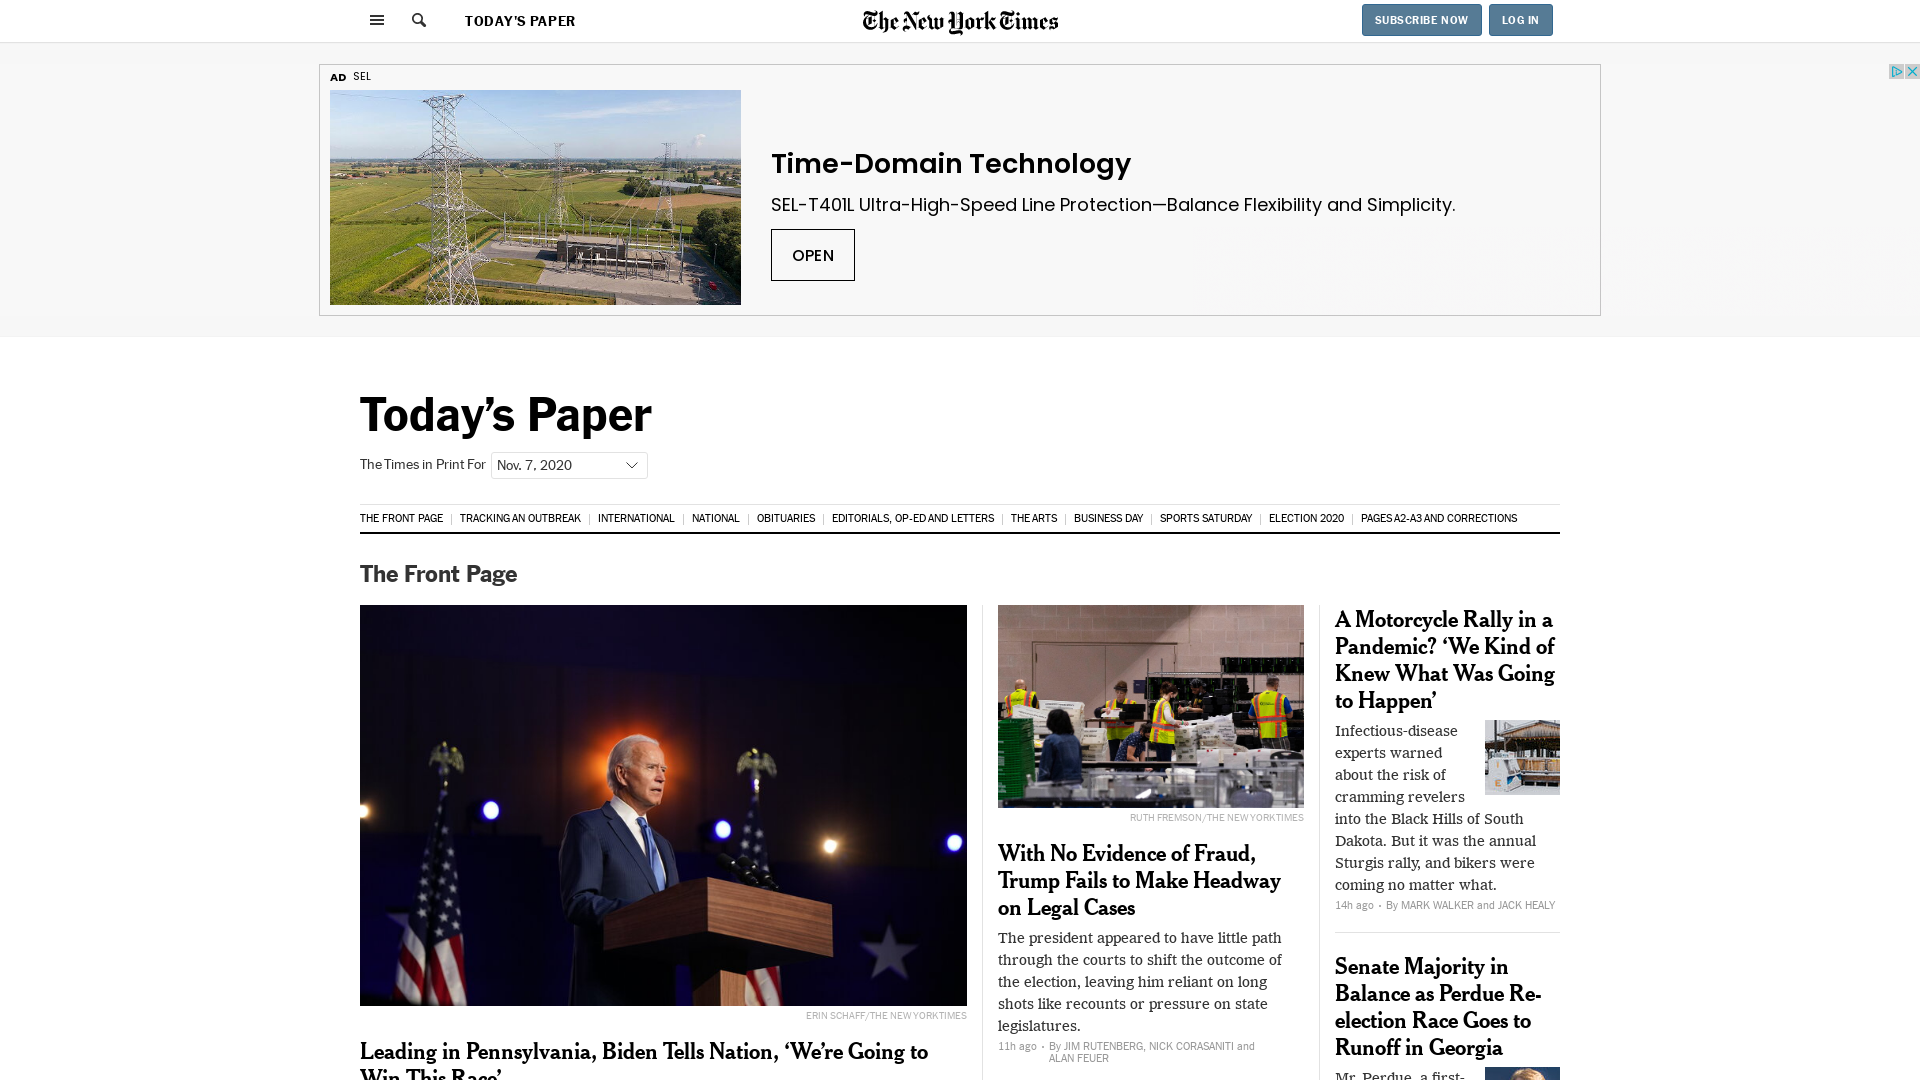 TODAY'S PAPER
The New York Times
SUBSCRIBE NOW
LOG IN
AD SEL
Time-Domain Technology
SEL-T401L Ultra-High-Speed Line Protection—Balance Flexibility and Simplicity.
OPEN
Today’s Paper
The Times in Print For Nov. 7, 2020
THE FRONT PAGE | TRACKING AN OUTBREAK | INTERNATIONAL | NATIONAL | OBITUARIES | EDITORIALS, OP-ED AND LETTERS | THE ARTS | BUSINESS DAY | SPORTS SATURDAY | ELECTION 2020 | PAGES A2-A3 AND CORRECTIONS
The Front Page
ERIN SCHAFF/THE NEW YORK TIMES
Leading in Pennsylvania, Biden Tells Nation, ‘We’re Going to
Win This Race’
RUTH FREMSON/THE NEW YORK TIMES
With No Evidence of Fraud,
Trump Fails to Make Headway
on Legal Cases
The president appeared to have little path
through the courts to shift the outcome of
the election, leaving him reliant on long
shots like recounts or pressure on state
legislatures.
11h ago • By JIM RUTENBERG, NICK CORASANITI and
ALAN FEUER
A Motorcycle Rally in a
Pandemic? ‘We Kind of
Knew What Was Going
to Happen’
Infectious-disease
experts warned
about the risk of
cramming revelers
into the Black Hills of South
Dakota. But it was the annual
Sturgis rally, and bikers were
coming no matter what.
14h ago • By MARK WALKER and JACK HEALY
Senate Majority in
Balance as Perdue Re-
election Race Goes to
Runoff in Georgia
Mr. Perdue, a first-